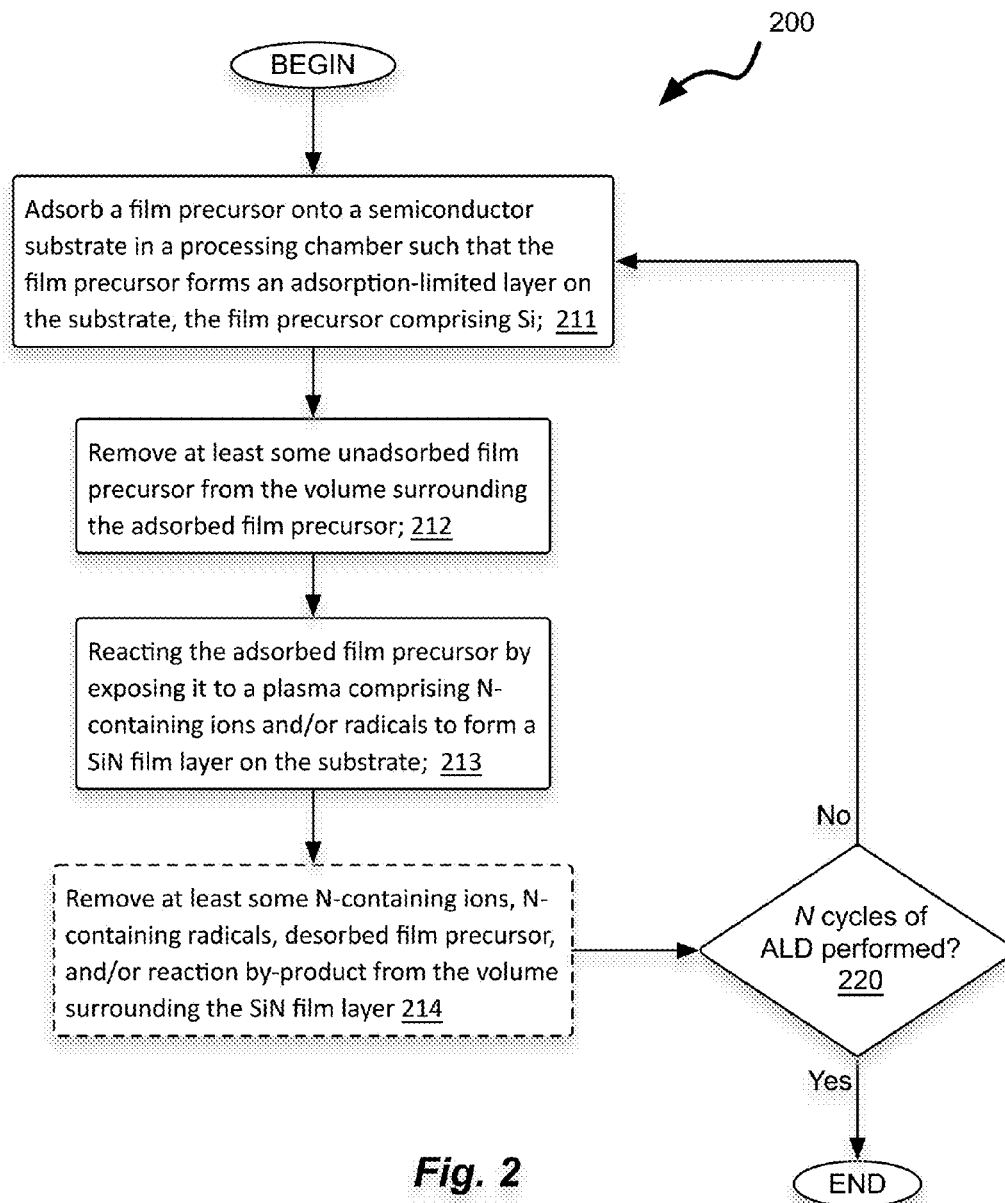 200
BEGIN
Adsorb a film precursor onto a semiconductor
substrate in a processing chamber such that the
film precursor forms an adsorption-limited layer on
the substrate, the film precursor comprising Si; 211
Remove at least some unadsorbed film
precursor from the volume surrounding
the adsorbed film precursor; 212
Reacting the adsorbed film precursor by
exposing it to a plasma comprising N-
containing ions and/or radicals to form a
SiN film layer on the substrate; 213
Remove at least some N-containing ions, N-
containing radicals, desorbed film precursor,
and/or reaction by-product from the volume
surrounding the SiN film layer 214
No
N cycles of
ALD performed?
220
Yes
END
Fig. 2